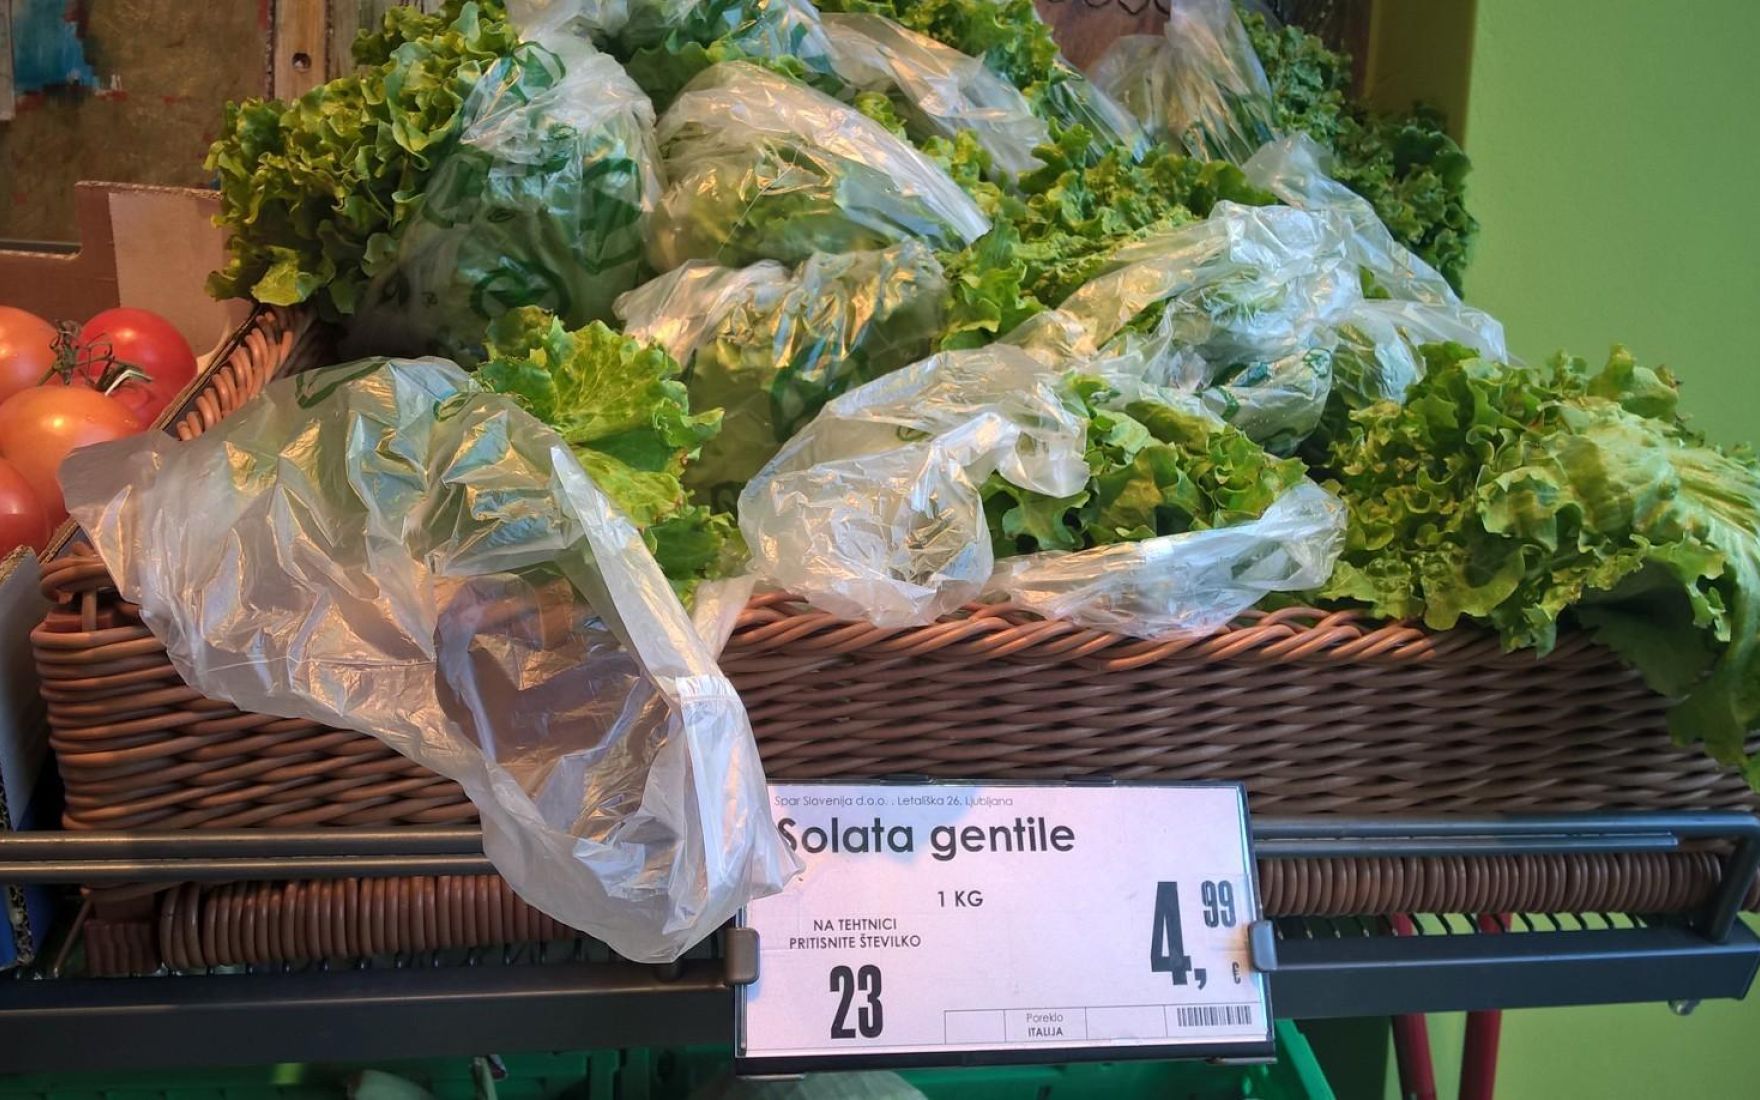 Spar Slovenija d.o.o. , Letališka 26, Ljubljana
Solata gentile
1 KG
NA TEHTNICI
PRITISNITE ŠTEVILKO
23
4,99
€
Poreklo
ITALIJA